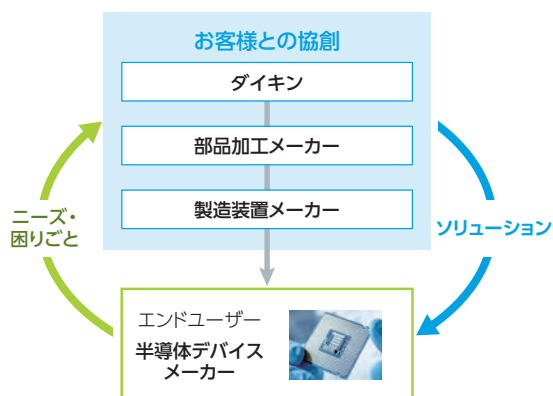 お客様との協創
ダイキン
部品加工メーカー
製造装置メーカー
ニーズ・
困りごと
ソリューション
エンドユーザー
半導体デバイス
メーカー